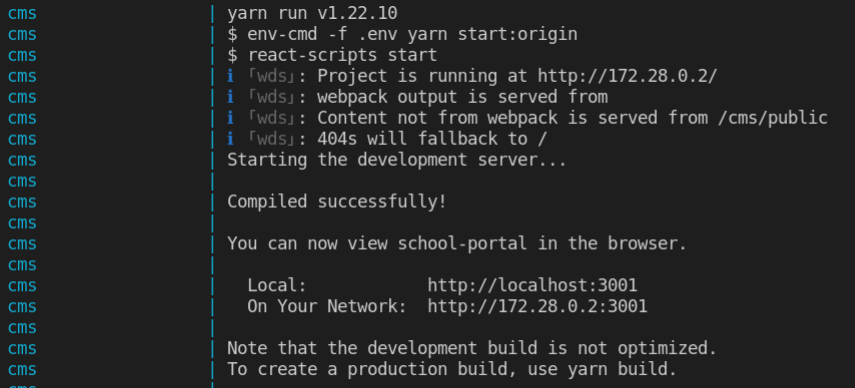 cms | yarn run v1.22.10
cms | $ env-cmd -f .env yarn start:origin
cms | $ react-scripts start
cms | ℹ ｢wds｣: Project is running at http://172.28.0.2/
cms | ℹ ｢wds｣: webpack output is served from
cms | ℹ ｢wds｣: Content not from webpack is served from /cms/public
cms | ℹ ｢wds｣: 404s will fallback to /
cms | Starting the development server...
cms |
cms | Compiled successfully!
cms |
cms | You can now view school-portal in the browser.
cms |
cms |   Local:            http://localhost:3001
cms |   On Your Network:  http://172.28.0.2:3001
cms |
cms | Note that the development build is not optimized.
cms | To create a production build, use yarn build.